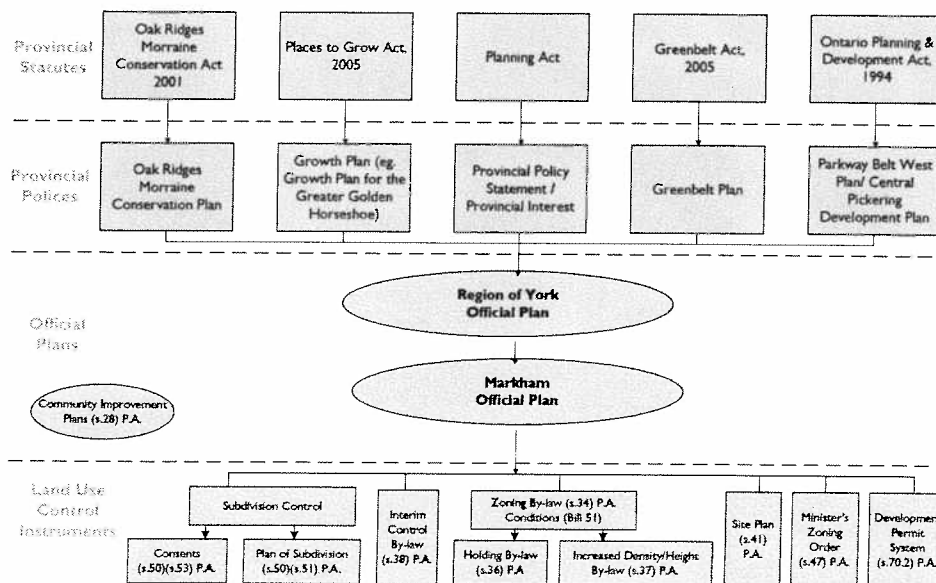 Provincial
Statutes
Oak Ridges
Morraine
Conservation Act
2001
Places to Grow Act,
2005
Planning Act
Greenbelt Act,
2005
Ontario Planning &
Development Act,
1994
Provincial
Polices
Oak Ridges
Morraine
Conservation Plan
Growth Plan (eg.
Growth Plan for the
Greater Golden
Horseshoe)
Provincial Policy
Statement /
Provincial Interest
Greenbelt Plan
Parkway Belt West
Plan/ Central
Pickering
Development Plan
Official
Plans
Region of York
Official Plan
Markham
Official Plan
Community Improvement
Plans (s.28) P.A.
Land Use
Control
Instruments
Subdivision Control
Consents
(s.50)(s.53) P.A.
Plan of Subdivision
(s.50)(s.51) P.A.
Interim
Control
By-law
(s.38) P.A.
Zoning By-law (s.34) P.A.
Conditions (Bill 51)
Holding By-law
(s.36) P.A
Increased Density/Height
By-law (s.37) P.A.
Site Plan
(s.41)
P.A.
Minister's
Zoning
Order
(s.47) P.A.
Development
Permit
System
(s.70.2) P.A.